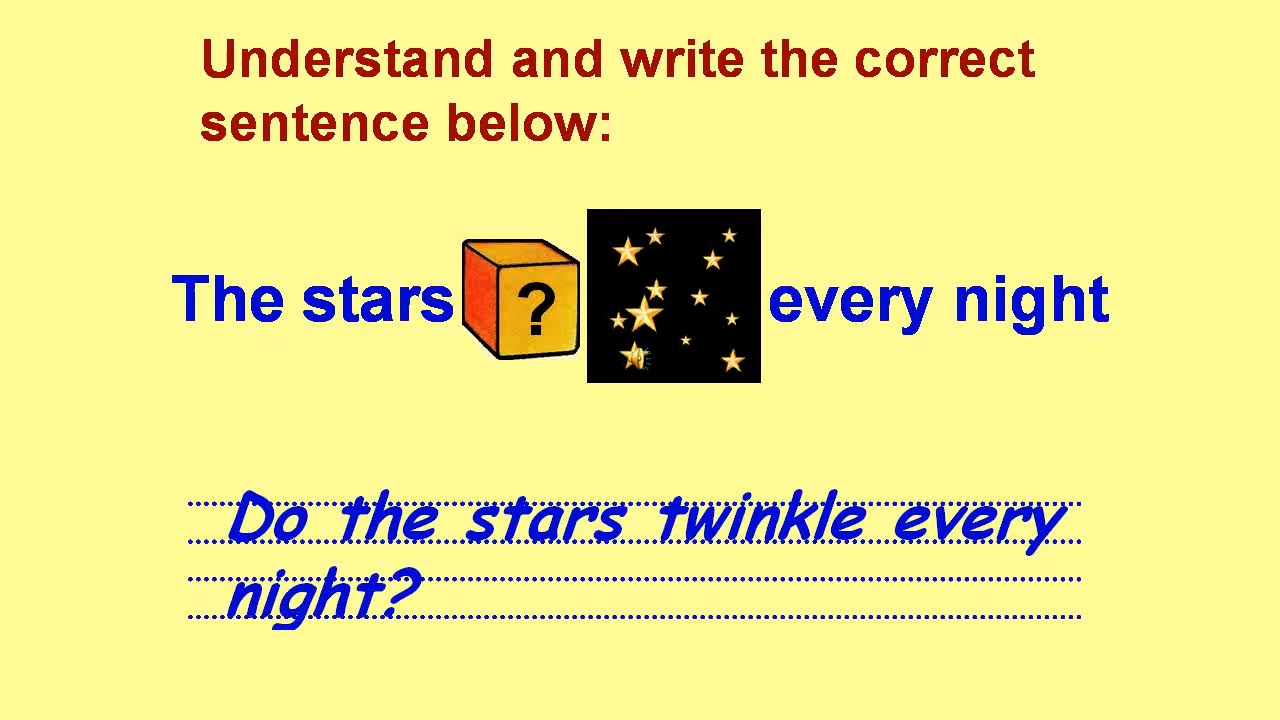 Understand and write the correct
sentence below:
The stars ? every night
Do the stars twinkle every
night?